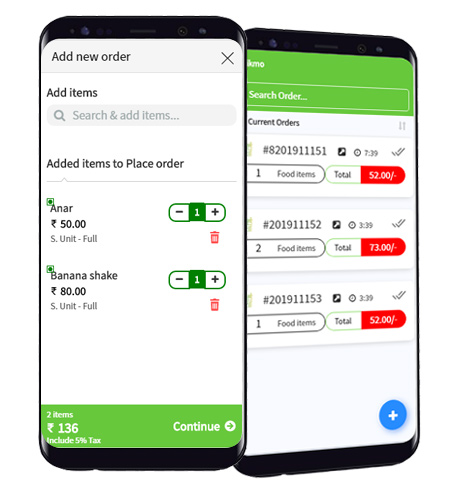 Add new order
Add items
Search & add items...
Added items to Place order
Anar
₹ 50.00
S. Unit - Full
1
Banana shake
₹ 80.00
S. Unit - Full
1
2 items
₹ 136
Include 5% Tax
Continue
Search Order...
Current Orders
#8201911151 7:39
1 Food items Total 52.00/-
#201911152 3:39
2 Food items Total 73.00/-
#201911153 3:39
1 Food items Total 52.00/-